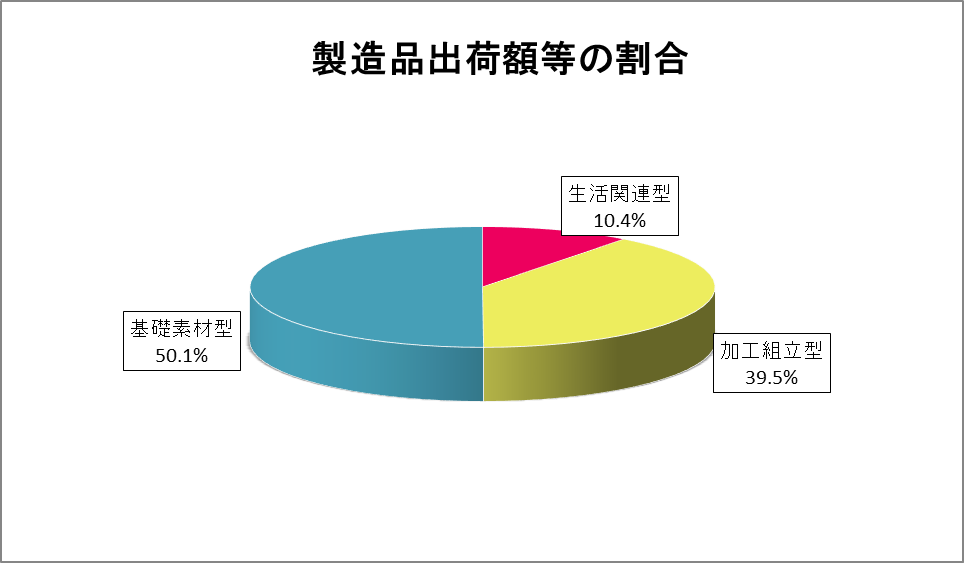 製造品出荷額等の割合
生活関連型
10.4%
基礎素材型
50.1%
加工組立型
39.5%